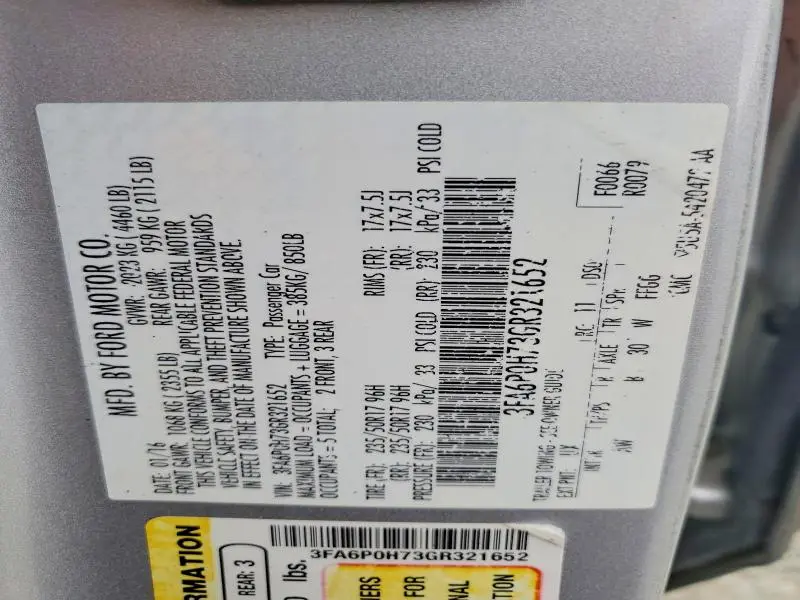 MFD. BY FORD MOTOR CO.
DATE: 01/16 GVWR: 2023 KG (4460 LB)
FRONT GAWR: 1068 KG (2355 LB) REAR GAWR: 959 KG (2115 LB)
THIS VEHICLE CONFORMS TO ALL APPLICABLE FEDERAL MOTOR
VEHICLE SAFETY, BUMPER, AND THEFT PREVENTION STANDARDS
IN EFFECT ON THE DATE OF MANUFACTURE SHOWN ABOVE.
VIN: 3FA6P0H73GR321652 TYPE: Passenger Car
MAXIMUM LOAD = OCCUPANTS + LUGGAGE = 385KG/ 850LB
OCCUPANTS = 5 TOTAL, 2 FRONT, 3 REAR
TIRE (FR): 235/50R17 96H RIMS (FR): 17x7.5J
(RR): 235/50R17 96H (RR): 17x7.5J
PRESSURE (FR): 230 kPa/ 33 PSI COLD (RR) 230 kPa/ 33 PSI COLD
3FA6P0H73GR321652
TRAILER TOWING - SEE OWNER GUIDE
EXT PNT: UX RC: 11 DSO: F0066
R0079
INT TR TP/PS R AXLE TR SPR
W B 30 W FFGG
3FA6P0H73GR321652
RMATION
REAR: 3
lbs.
FOR
TION